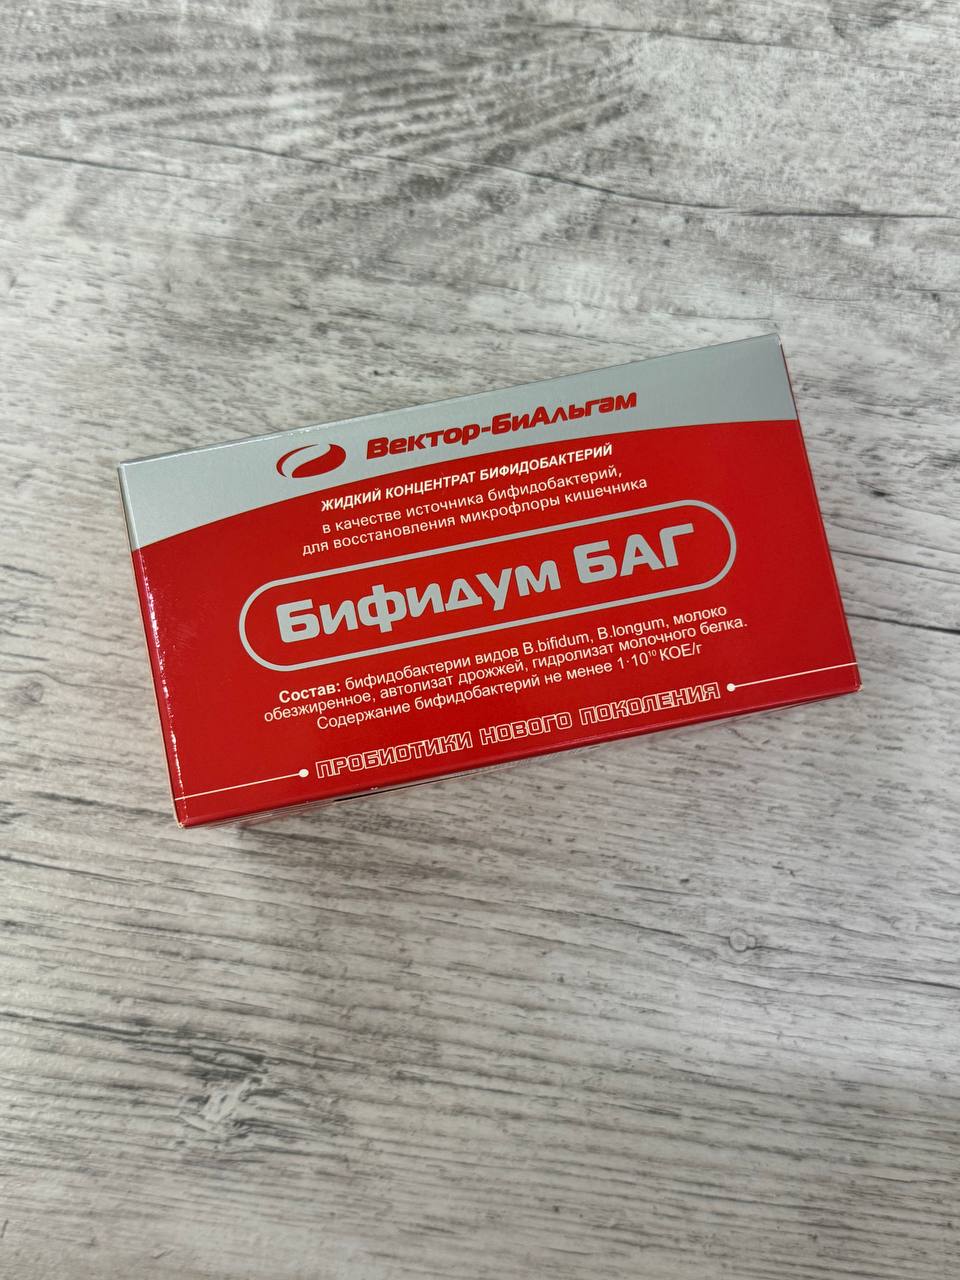 Вектор-БиАльгам
ЖИДКИЙ КОНЦЕНТРАТ БИФИДОБАКТЕРИЙ
в качестве источника бифидобактерий,
для восстановления микрофлоры кишечника
Бифидум БАГ
Состав: бифидобактерии видов B.bifidum, B.longum, молоко
обезжиренное, автолизат дрожжей, гидролизат молочного белка.
Содержание бифидобактерий не менее 1·10¹⁰ КОЕ/г
ПРОБИОТИКИ НОВОГО ПОКОЛЕНИЯ